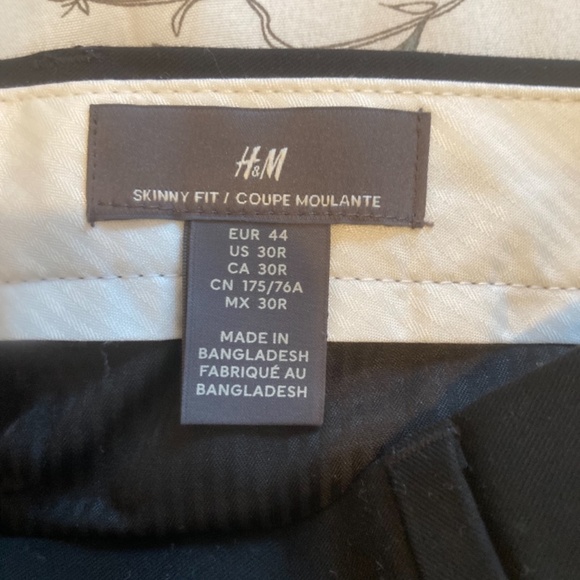 H&M
SKINNY FIT / COUPE MOULANTE
EUR 44
US 30R
CA 30R
CN 175/76A
MX 30R
MADE IN
BANGLADESH
FABRIQUÉ AU
BANGLADESH